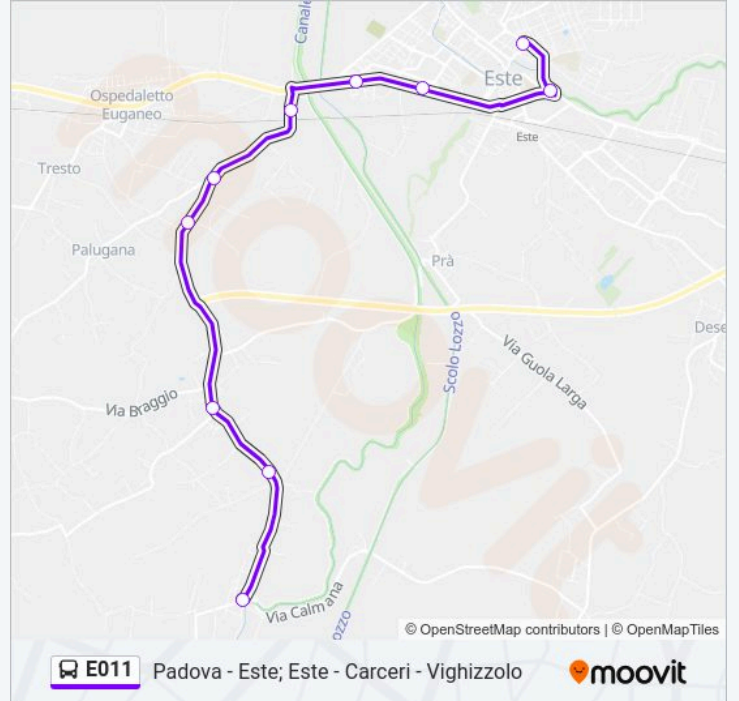 Canale
Este
Ospedaletto
Euganeo
Este
Tresto
Palugana
Prà
Dese
Scolo Lozzo
Via Guola Larga
Via Braggio
Via Calmana
ozzo
moovit
© OpenStreetMap contributors | © OpenMapTiles
E011 Padova - Este; Este - Carceri - Vighizzolo
moovit